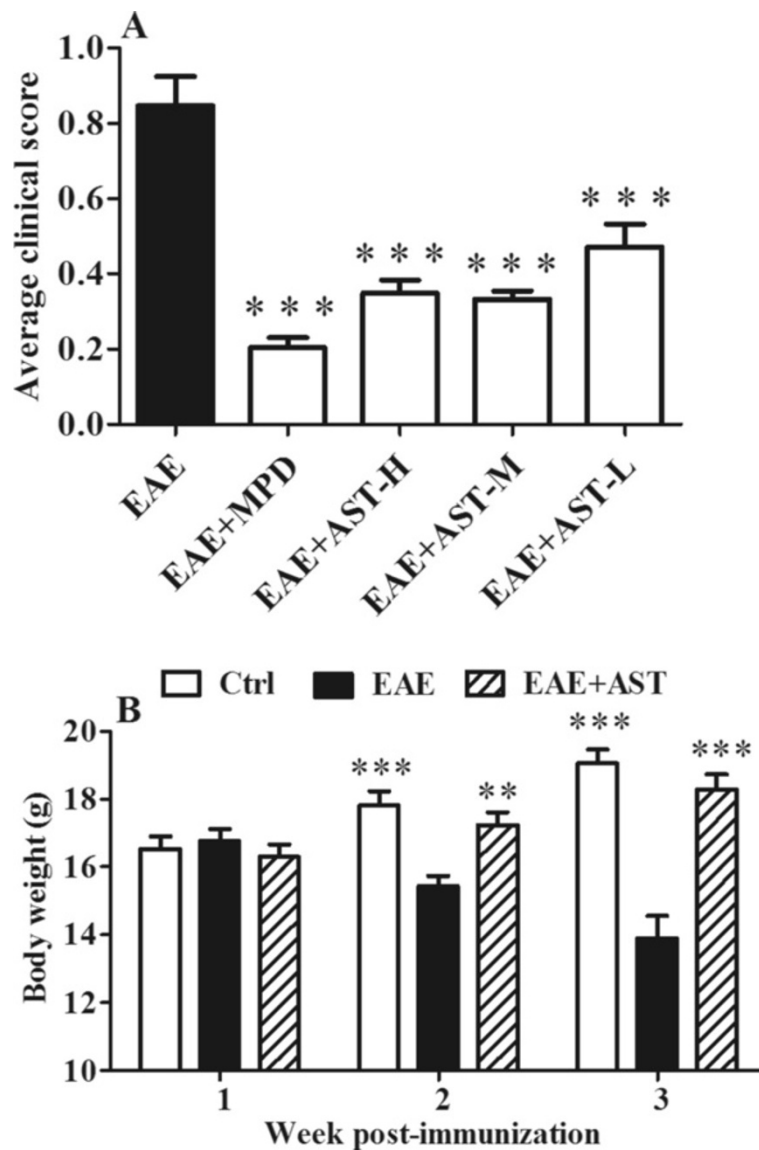 A
Average clinical score
1.0
0.8
0.6
0.4
0.2
0.0
* * *
* * *
* * *
* * *
EAE
EAE+MPD
EAE+AST-H
EAE+AST-M
EAE+AST-L
B
Ctrl
EAE
EAE+AST
Body weight (g)
20
18
16
14
12
10
***
**
***
***
1
2
3
Week post-immunization